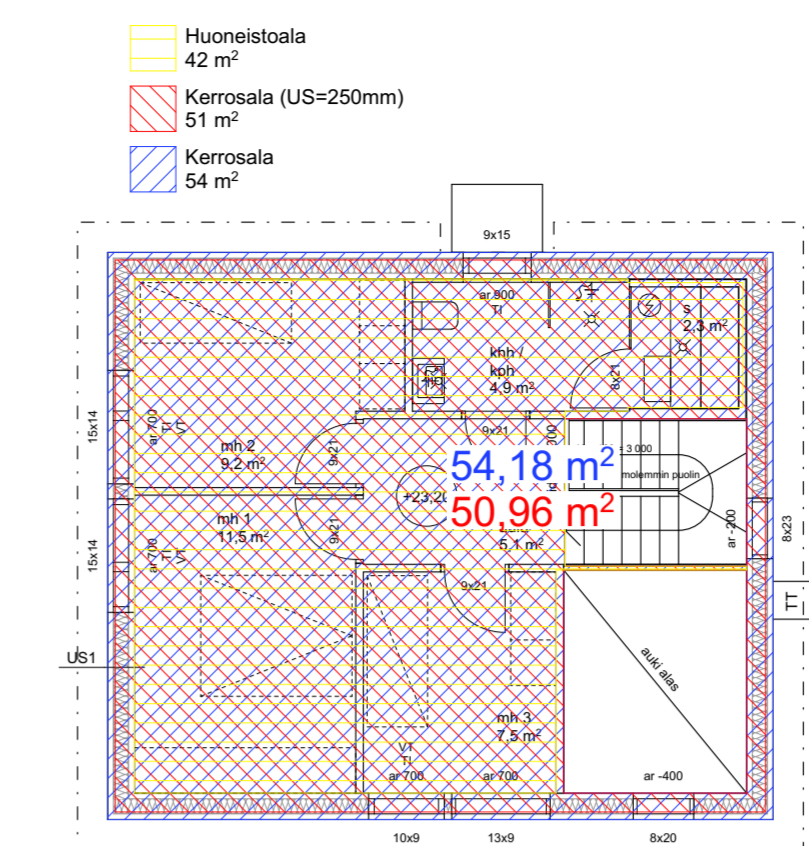 Huoneistoala
42 m²
Kerrosala (US=250mm)
51 m²
Kerrosala
54 m²
9x15
ar 900
TI
s
2,3 m²
khh /
kph
4,9 m²
8x21
15x14
ar 700
TI
VT
mh 2
9,2 m²
9x21
9x21
= 3 000
54,18 m²
molemmin puolin
+23,20
50,96 m²
5,1 m²
mh 1
11,5 m²
9x21
15x14
ar 700
TI
VT
ar -200
8x23
TT
9x21
US1
auki alas
mh 3
7,5 m²
VT
TI
ar 700
ar 700
ar -400
10x9
13x9
8x20